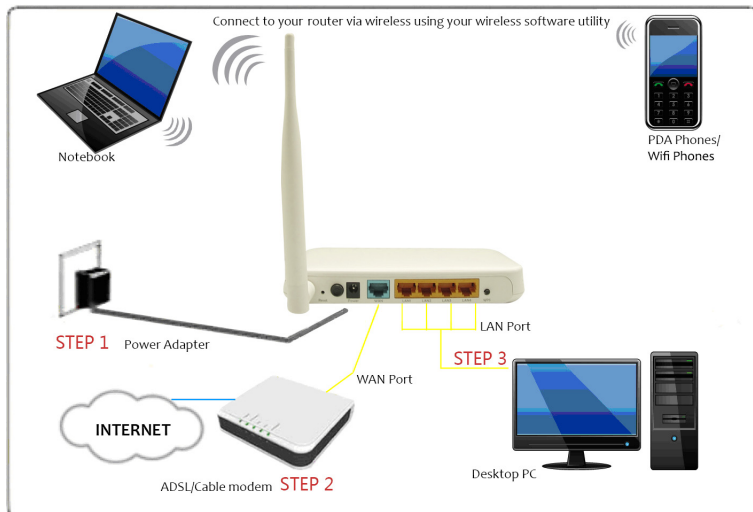 Connect to your router via wireless using your wireless software utility
Notebook
PDA Phones/
Wifi Phones
STEP 1
Power Adapter
LAN Port
STEP 3
WAN Port
INTERNET
ADSL/Cable modem
STEP 2
Desktop PC